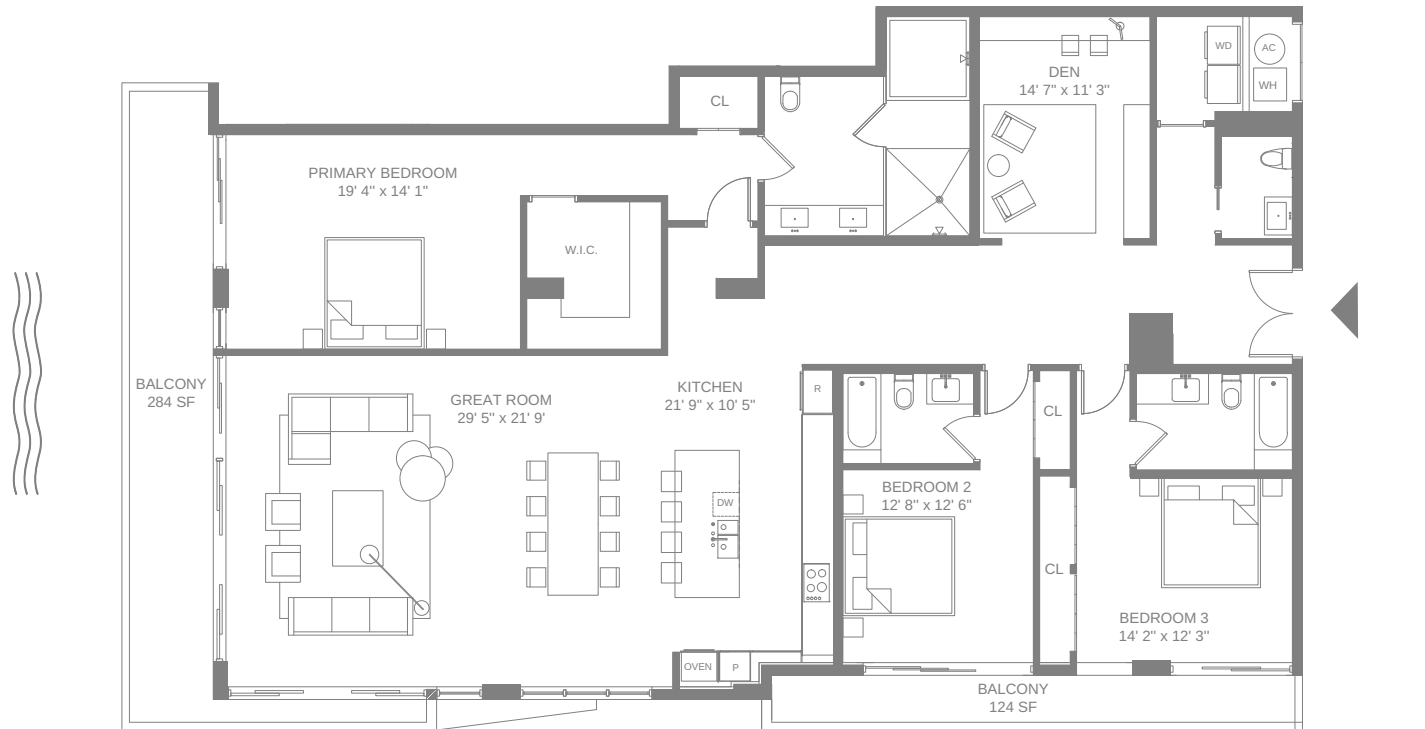 WD
AC
WH
DEN
14' 7" x 11' 3"
CL
PRIMARY BEDROOM
19' 4" x 14' 1"
W.I.C.
BALCONY
284 SF
GREAT ROOM
29' 5" x 21' 9'
KITCHEN
21' 9" x 10' 5"
R
CL
BEDROOM 2
12' 8" x 12' 6"
DW
CL
BEDROOM 3
14' 2" x 12' 3"
OVEN
P
BALCONY
124 SF